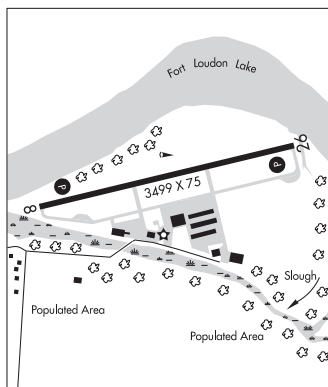 Fort Loudon Lake
26
P
P
3499 X 75
8
Slough
Populated Area
Populated Area